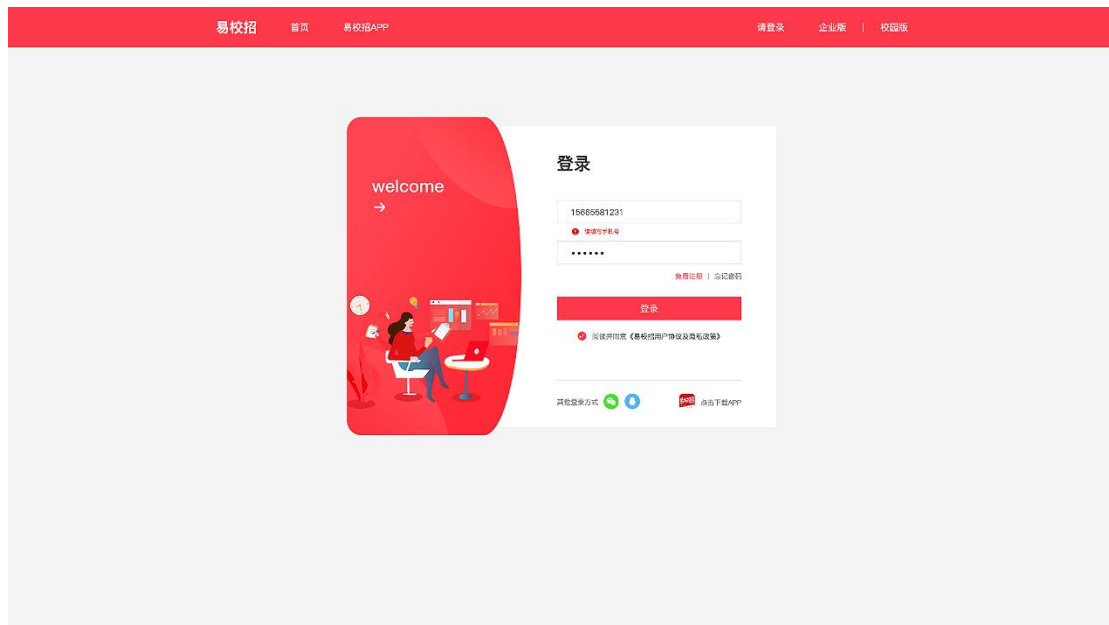 易校招 首页 易校招APP 请登录 企业版 | 校园版
welcome
登录
15685581231
请填写手机号
••••••
免费注册 | 忘记密码
登录
阅读并同意《易校招用户协议及隐私政策》
其他登录方式 点击下载APP